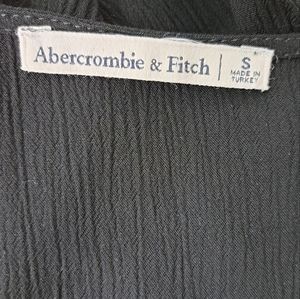 Abercrombie & Fitch
S
MADE IN
TURKEY